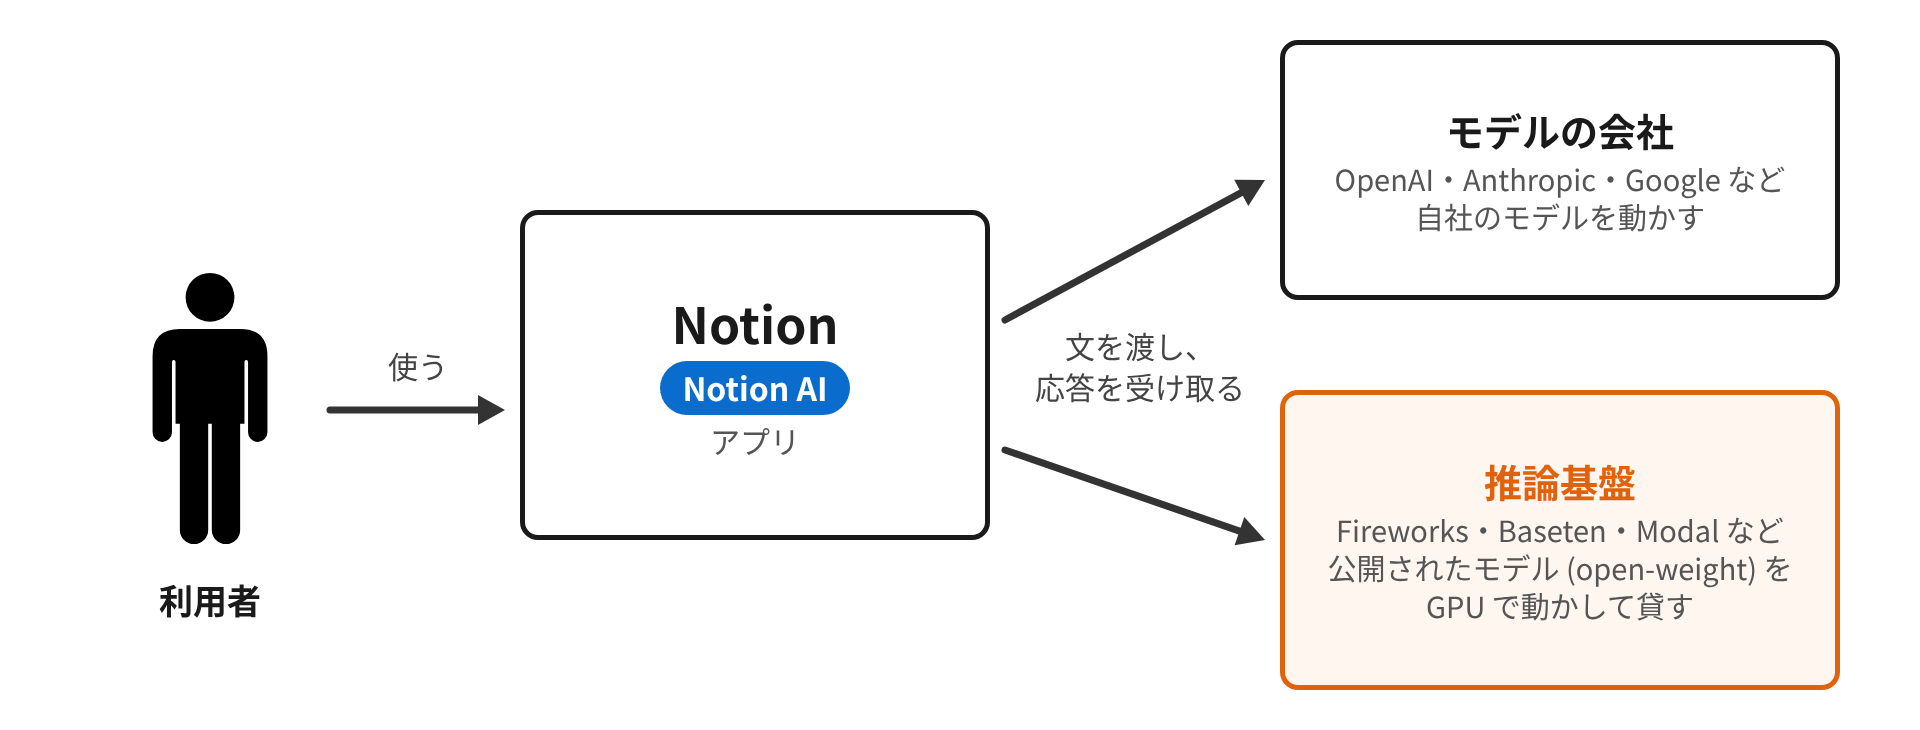 利用者
使う
Notion
Notion AI
アプリ
文を渡し、
応答を受け取る
モデルの会社
OpenAI・Anthropic・Google など
自社のモデルを動かす
推論基盤
Fireworks・Baseten・Modal など
公開されたモデル (open-weight) を
GPU で動かして貸す